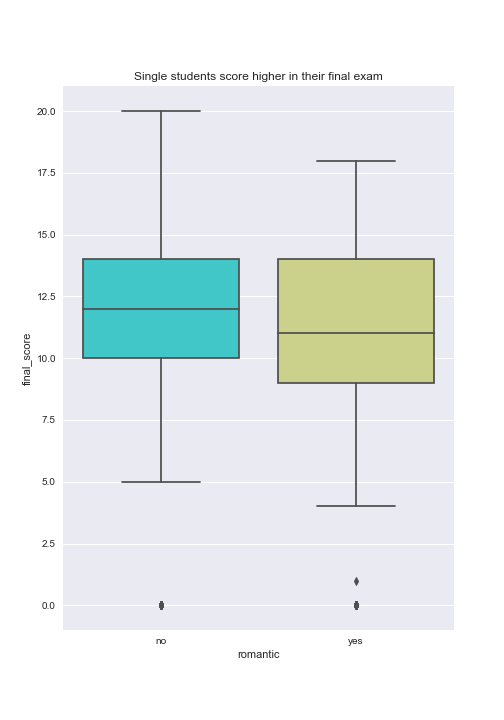 Single students score higher in their final exam
20.0
17.5
15.0
12.5
10.0
7.5
5.0
2.5
0.0
final_score
no yes
romantic